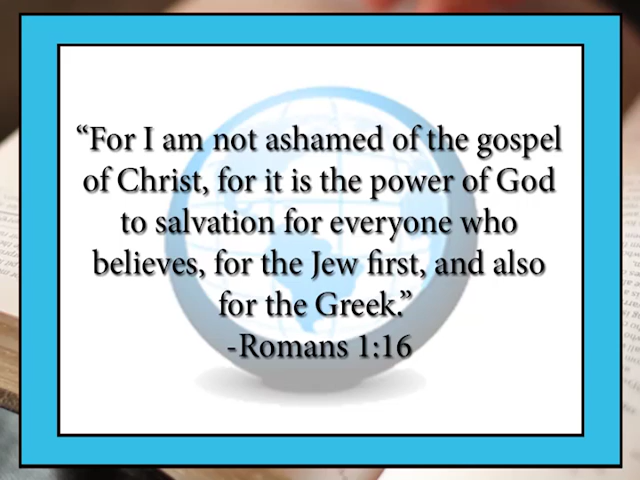 “For I am not ashamed of the gospel
of Christ, for it is the power of God
to salvation for everyone who
believes, for the Jew first, and also
for the Greek.”
-Romans 1:16